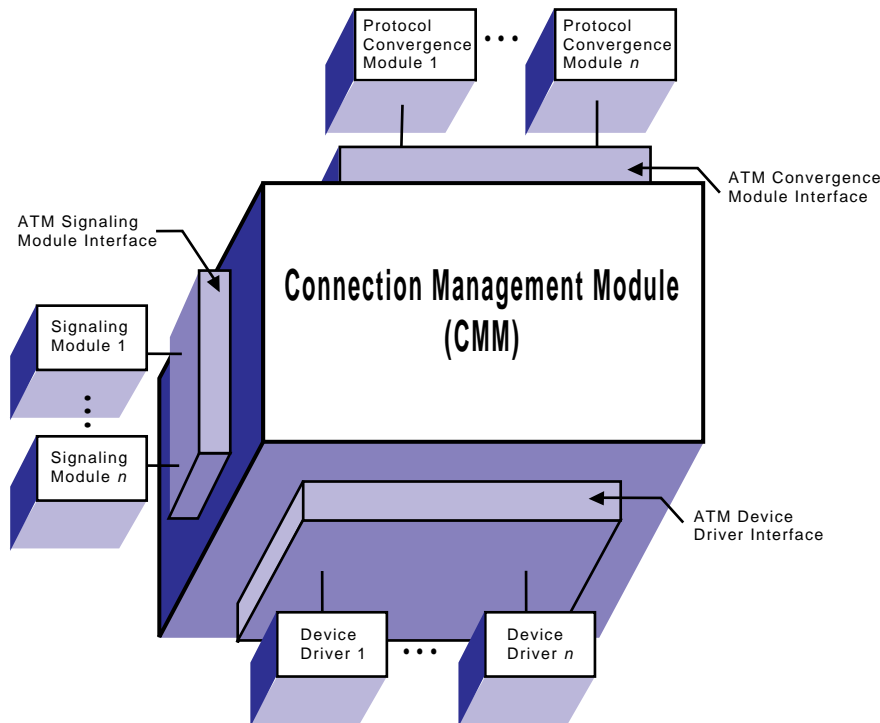 Protocol
Convergence
Module 1
Protocol
Convergence
Module n
ATM Convergence
Module Interface
ATM Signaling
Module Interface
Connection Management Module
(CMM)
Signaling
Module 1
Signaling
Module n
ATM Device
Driver Interface
Device
Driver 1
Device
Driver n